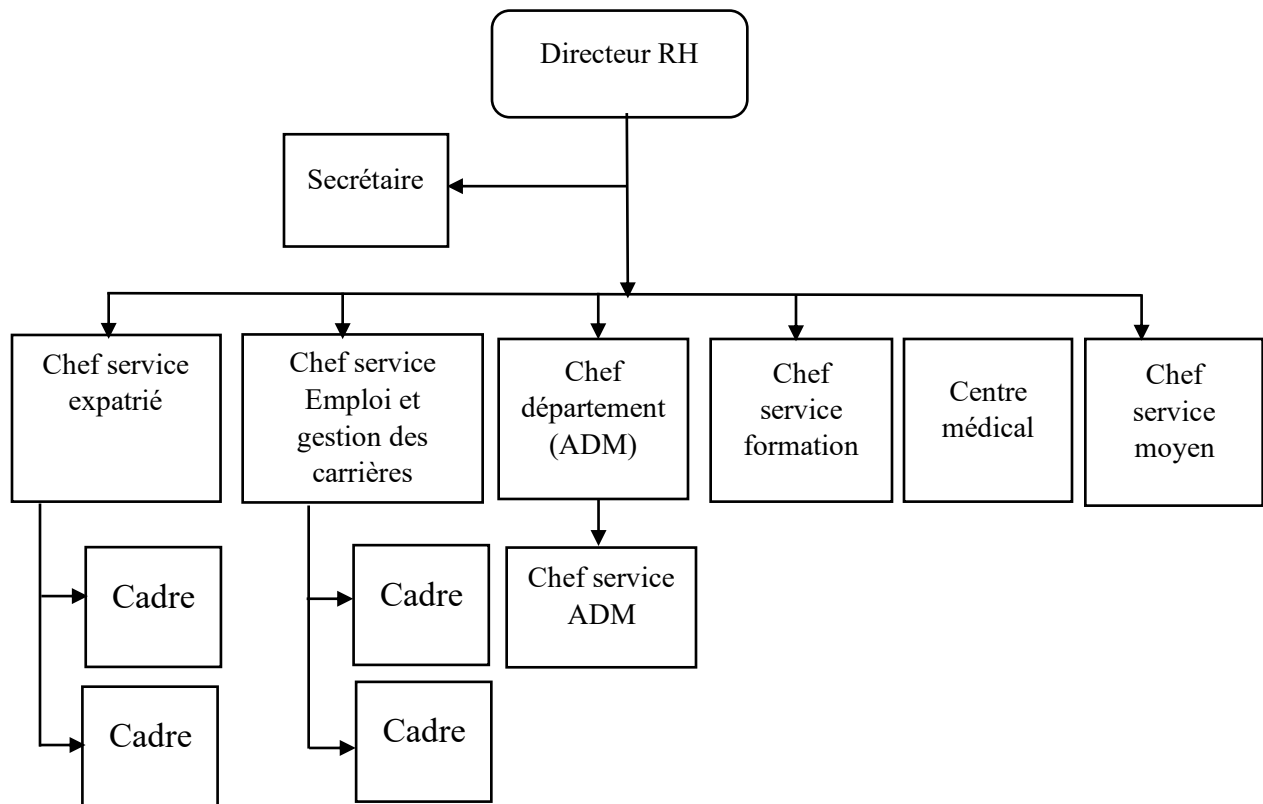 Directeur RH
Secrétaire
Chef service
expatrié
Chef service
Emploi et
gestion des
carrières
Chef
département
(ADM)
Chef
service
formation
Centre
médical
Chef
service
moyen
Cadre
Cadre
Chef service
ADM
Cadre
Cadre